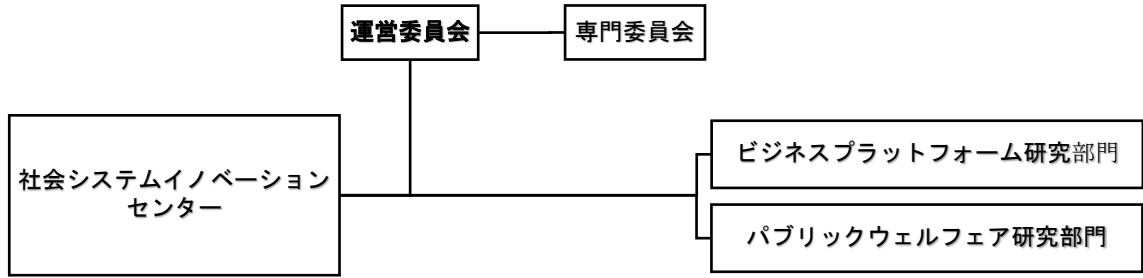 運営委員会
専門委員会
社会システムイノベーション
センター
ビジネスプラットフォーム研究部門
パブリックウェルフェア研究部門